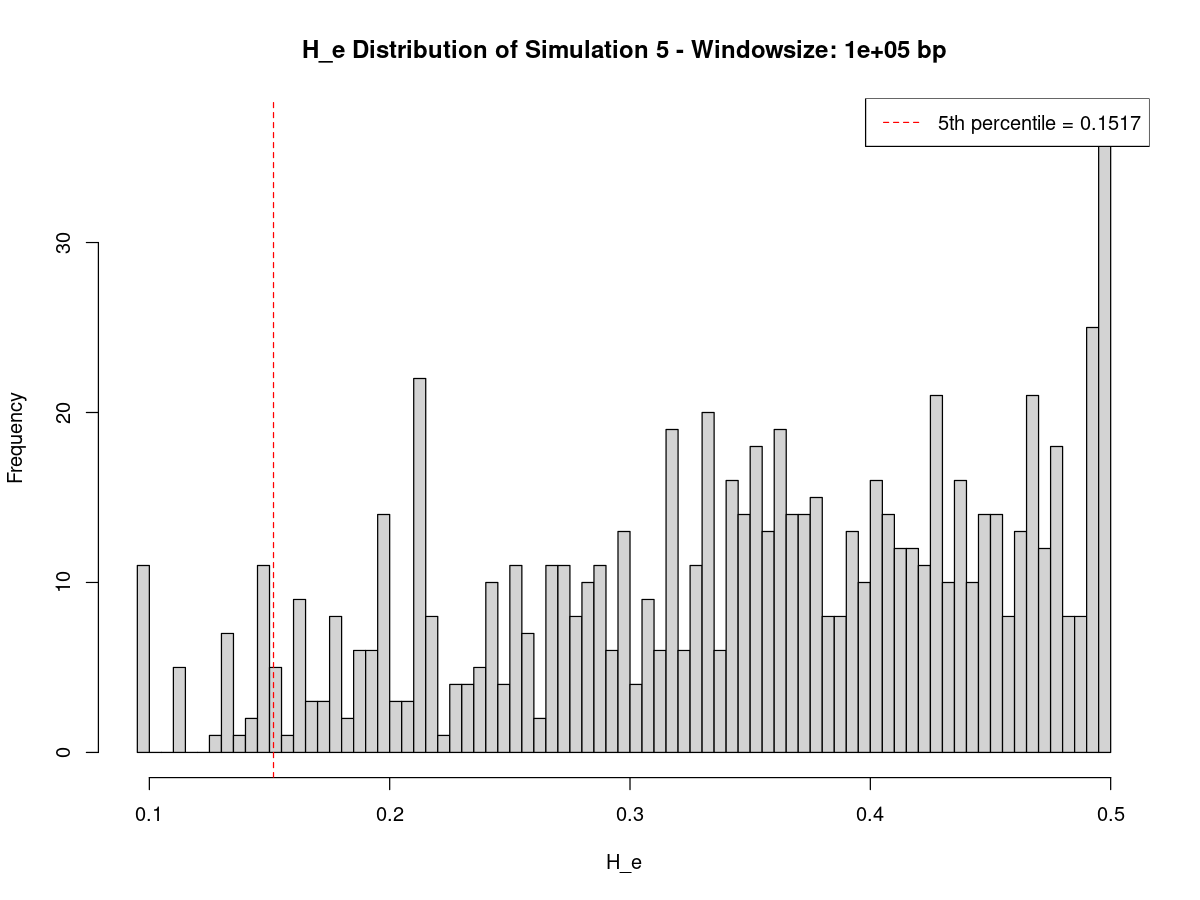 H_e Distribution of Simulation 5 - Windowsize: 1e+05 bp
5th percentile = 0.1517
Frequency
30
20
10
0
0.1 0.2 0.3 0.4 0.5
H_e